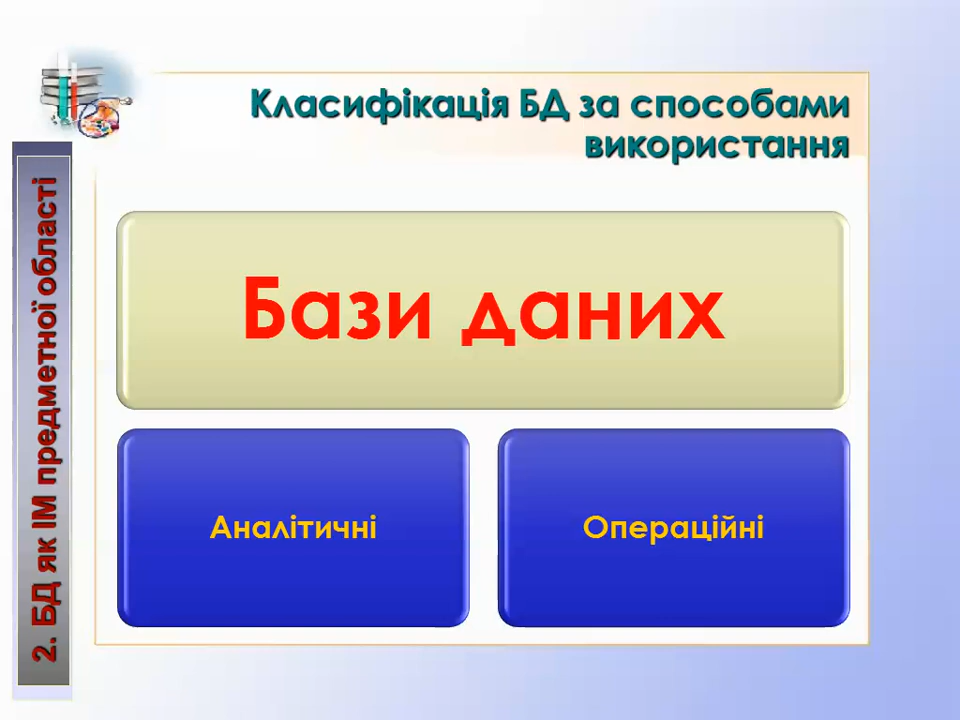 Класифікація БД за способами
використання
2. БД як ІМ предметної області
Бази даних
Аналітичні
Операційні